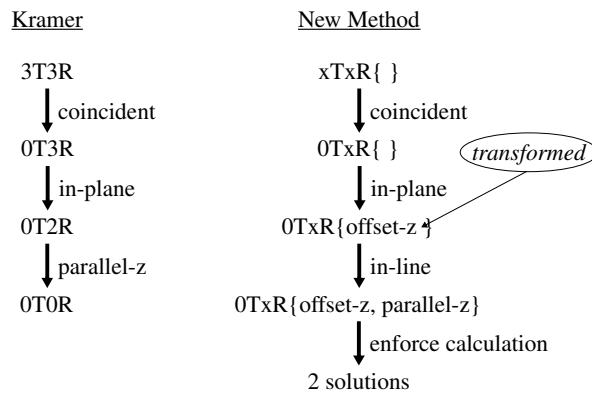 Kramer
3T3R
coincident
0T3R
in-plane
0T2R
parallel-z
0T0R
New Method
xTxR{ }
coincident
0TxR{ }
transformed
in-plane
0TxR{offset-z }
in-line
0TxR{offset-z, parallel-z}
enforce calculation
2 solutions